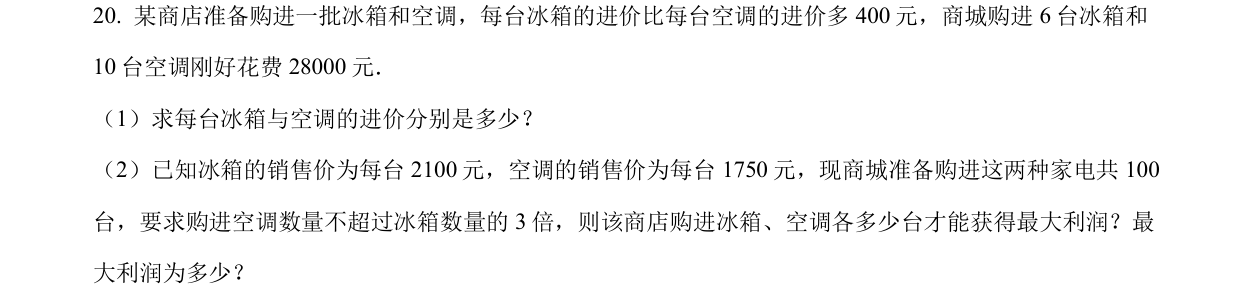 20. 某商店准备购进一批冰箱和空调，每台冰箱的进价比每台空调的进价多 400 元，商城购进 6 台冰箱和
10 台空调刚好花费 28000 元.
（1）求每台冰箱与空调的进价分别是多少？
（2）已知冰箱的销售价为每台 2100 元，空调的销售价为每台 1750 元，现商城准备购进这两种家电共 100
台，要求购进空调数量不超过冰箱数量的 3 倍，则该商店购进冰箱、空调各多少台才能获得最大利润？最
大利润为多少？